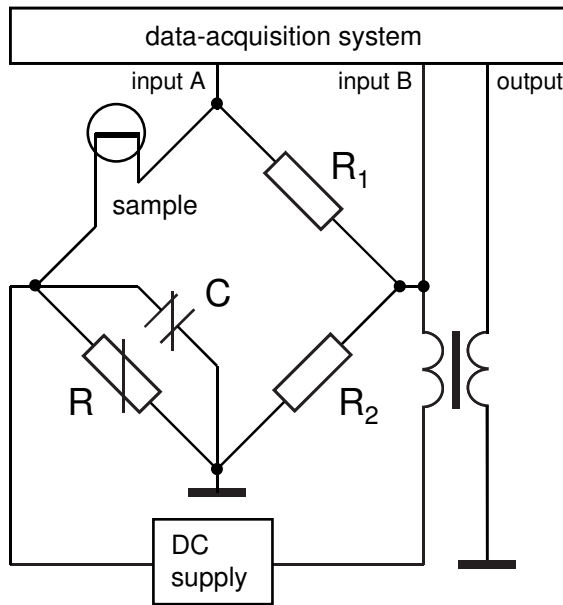 data-acquisition system
input A
input B
output
R1
sample
C
R
R2
DC
supply